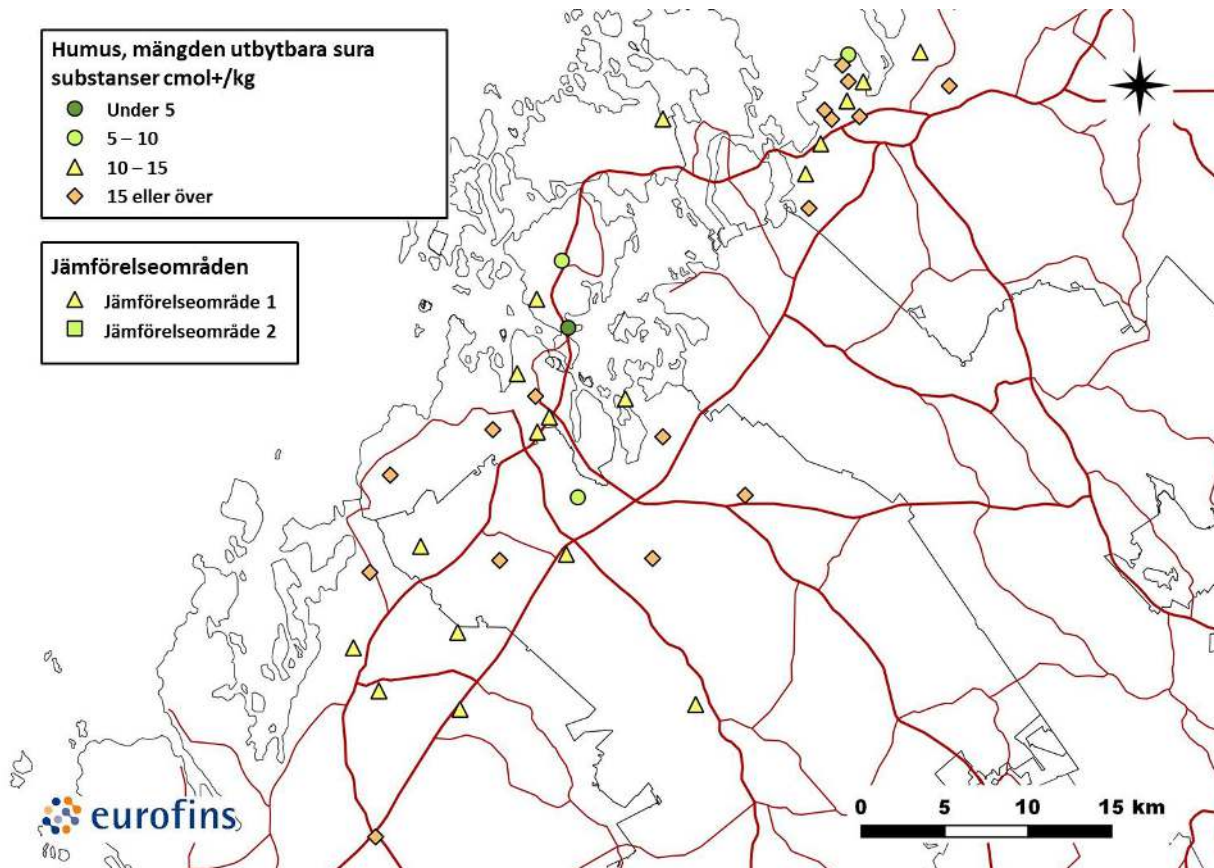 Humus, mängden utbytbara sura
substanser cmol+/kg
Under 5
5 – 10
10 – 15
15 eller över
Jämförelseområden
Jämförelseområde 1
Jämförelseområde 2
eurofins
0 5 10 15 km